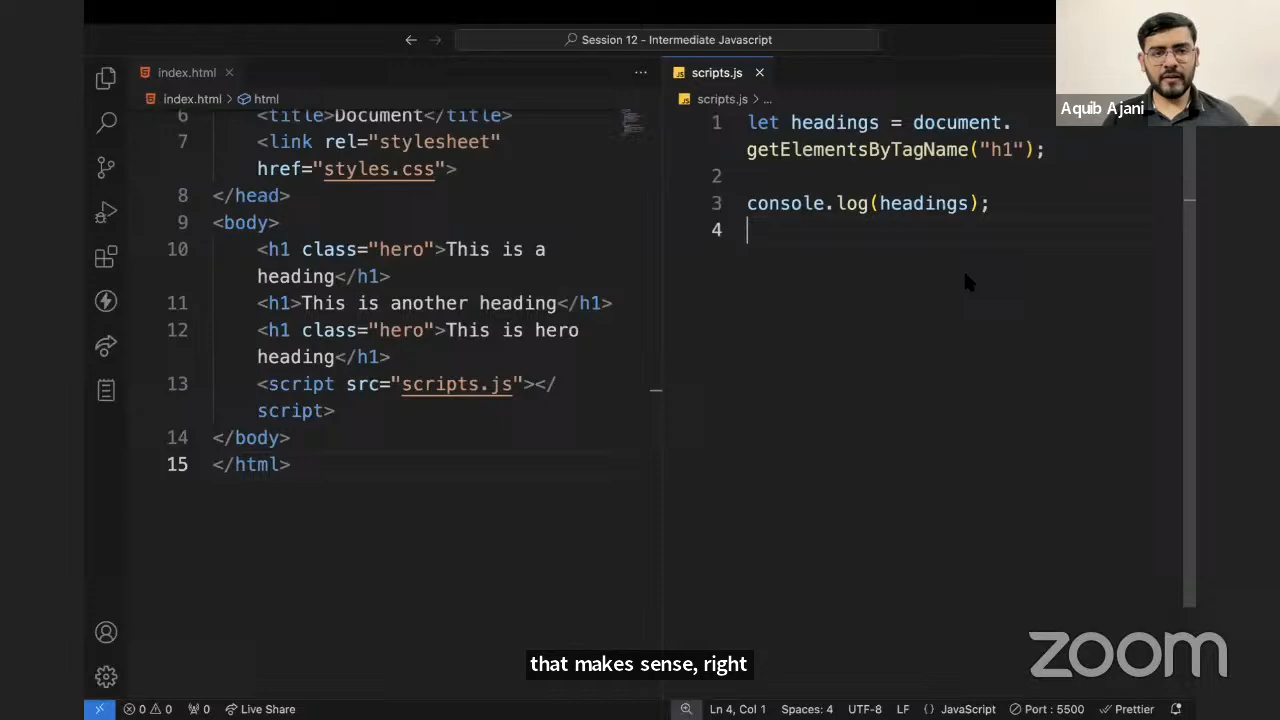 Session 12 - Intermediate Javascript
index.html
index.html > html
6 <title>Document</title>
7 <link rel="stylesheet"
href="styles.css">
8 </head>
9 <body>
10 <h1 class="hero">This is a
heading</h1>
11 <h1>This is another heading</h1>
12 <h1 class="hero">This is hero
heading</h1>
13 <script src="scripts.js"></
script>
14 </body>
15 </html>
scripts.js
scripts.js > ...
1 let headings = document.
getElementsByTagName("h1");
2
3 console.log(headings);
4
Aquib Ajani
that makes sense, right
zoom
0 0 0 Live Share
Ln 4, Col 1 Spaces: 4 UTF-8 LF {} JavaScript Port : 5500 Prettier